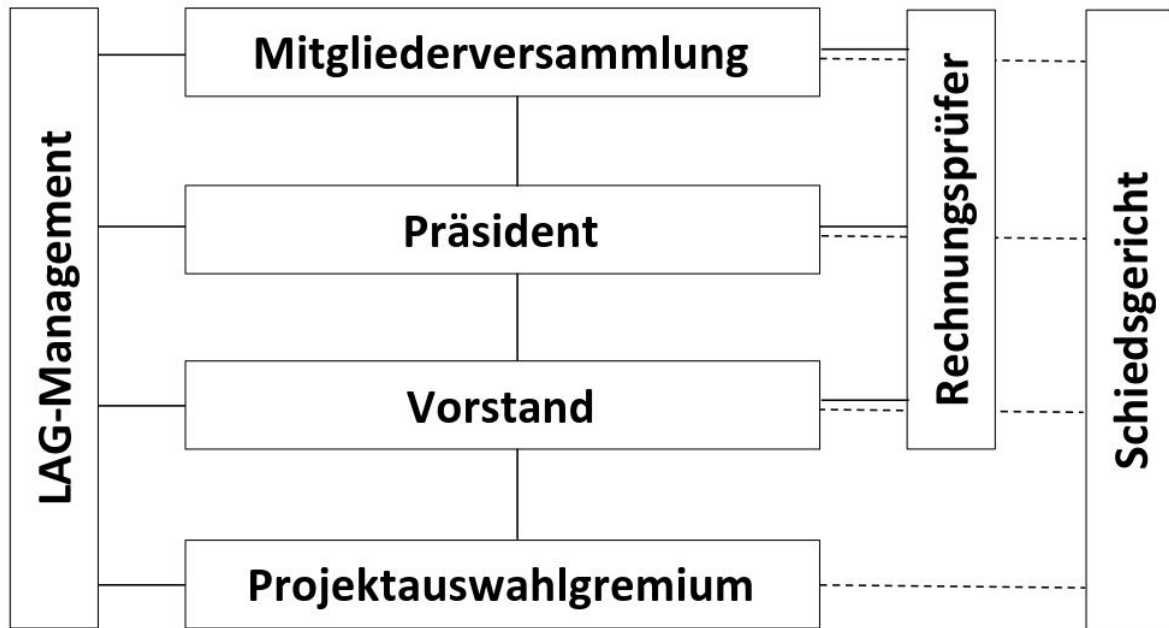 LAG-Management
Mitgliederversammlung
Präsident
Vorstand
Projektauswahlgremium
Rechnungsprüfer
Schiedsgericht